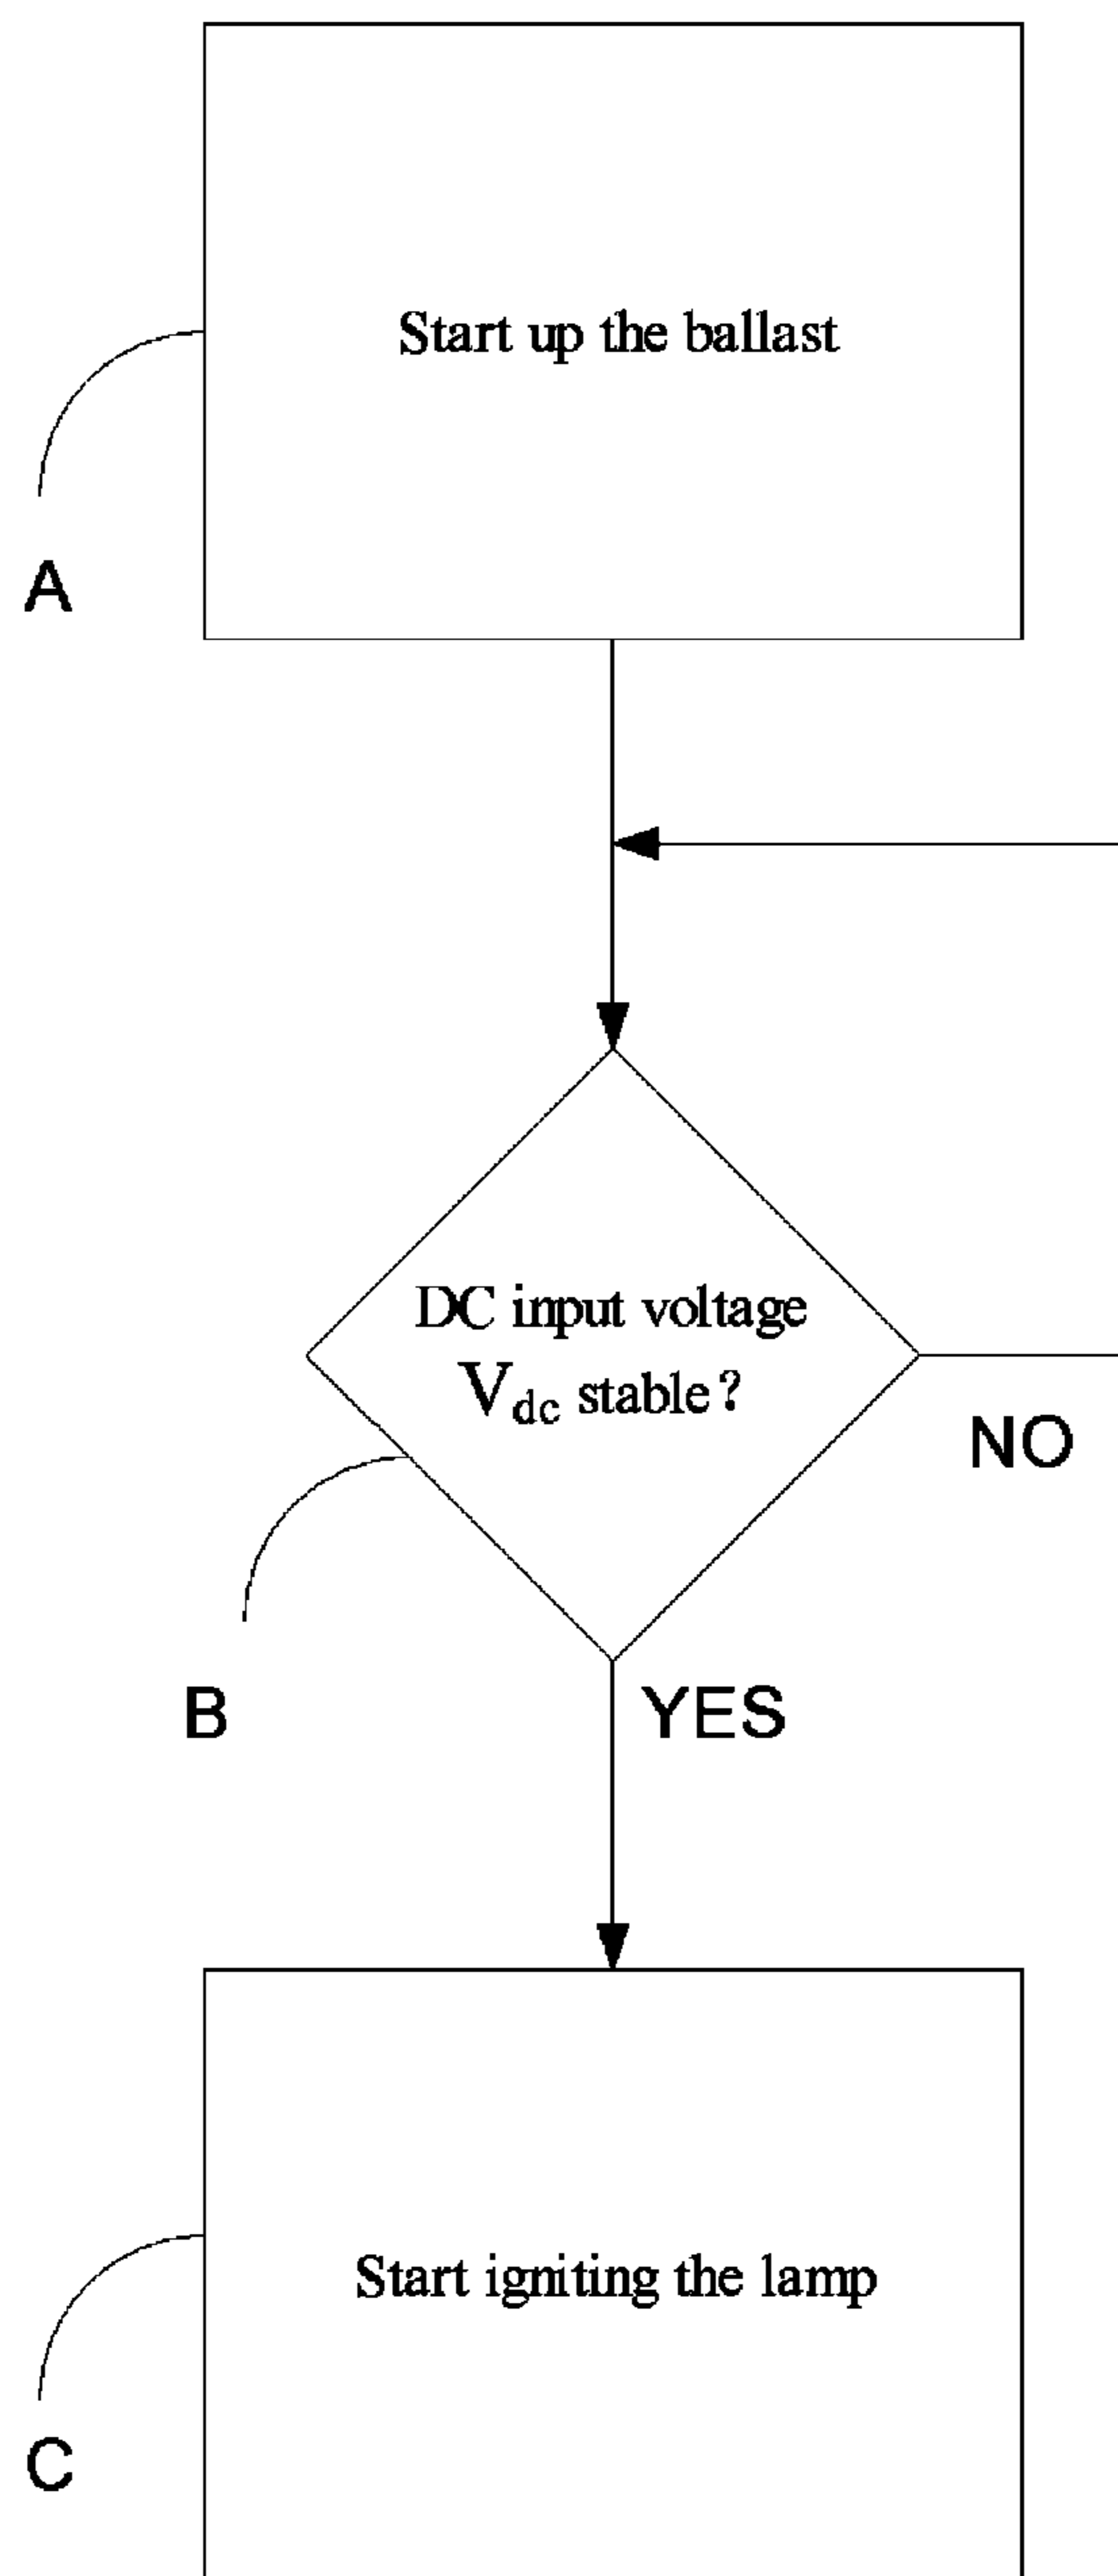 Start up the ballast
A
DC input voltage
Vdc stable?
NO
B
YES
Start igniting the lamp
C